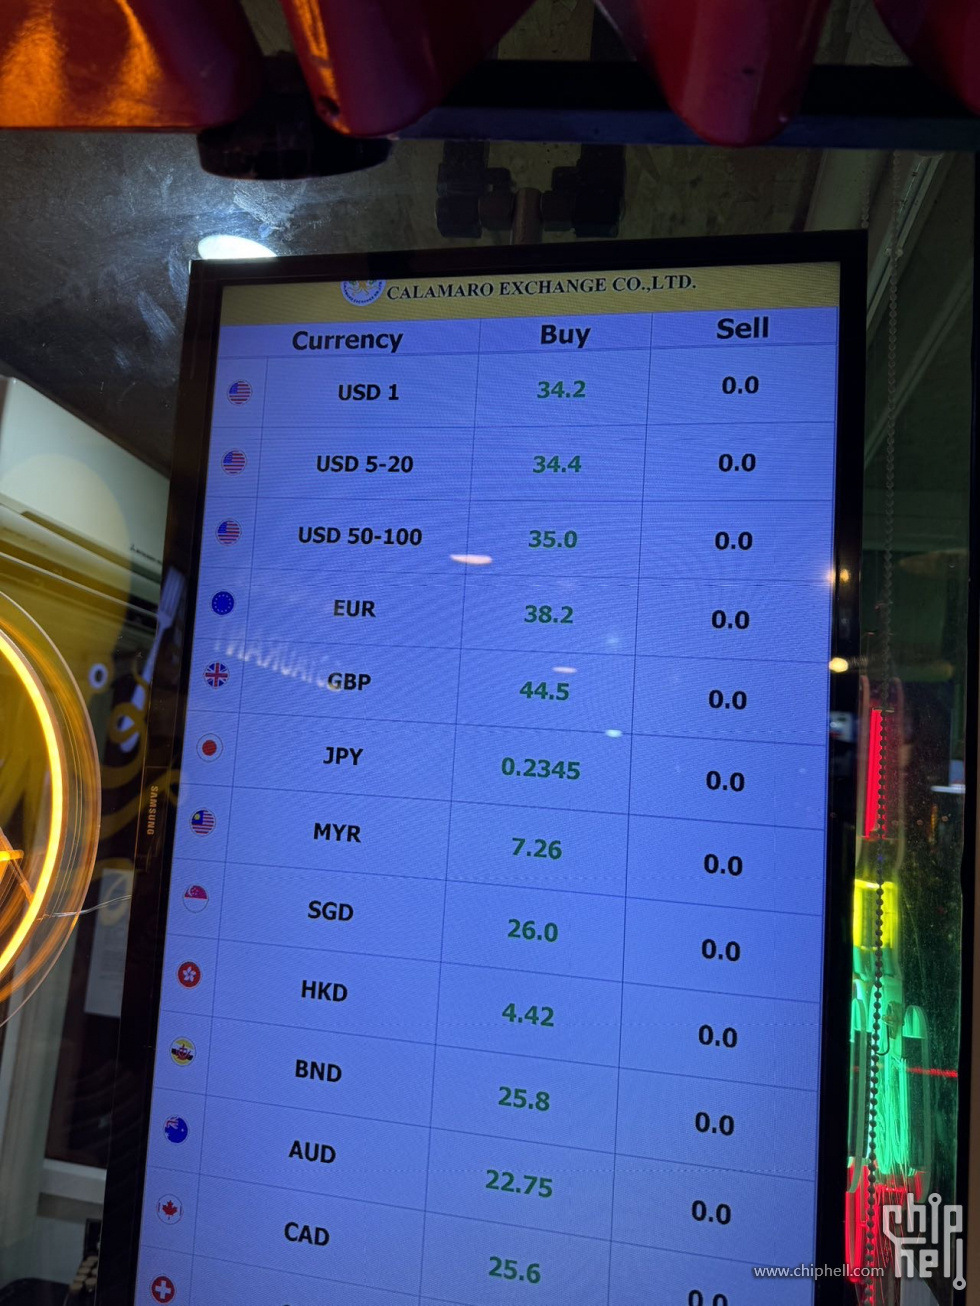 CALAMARO EXCHANGE CO.,LTD.
Currency Buy Sell
USD 1 34.2 0.0
USD 5-20 34.4 0.0
USD 50-100 35.0 0.0
EUR 38.2 0.0
GBP 44.5 0.0
JPY 0.2345 0.0
MYR 7.26 0.0
SGD 26.0 0.0
HKD 4.42 0.0
BND 25.8 0.0
AUD 22.75 0.0
CAD 25.6 0.0
SAMSUNG
chip
hell
www.chiphell.com